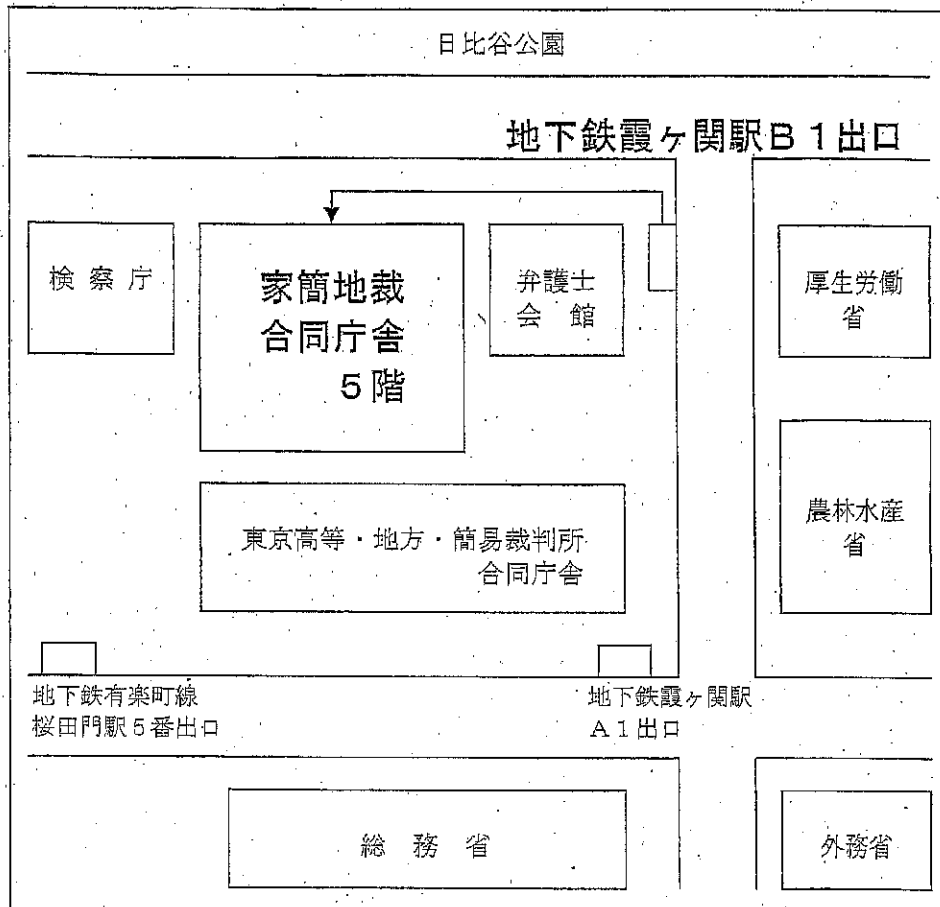 日比谷公園
地下鉄霞ヶ関駅Ｂ１出口
検察庁
家簡地裁
合同庁舎
５階
弁護士
会館
厚生労働
省
東京高等・地方・簡易裁判所
合同庁舎
農林水産
省
地下鉄有楽町線
桜田門駅５番出口
地下鉄霞ヶ関駅
Ａ１出口
総務省
外務省